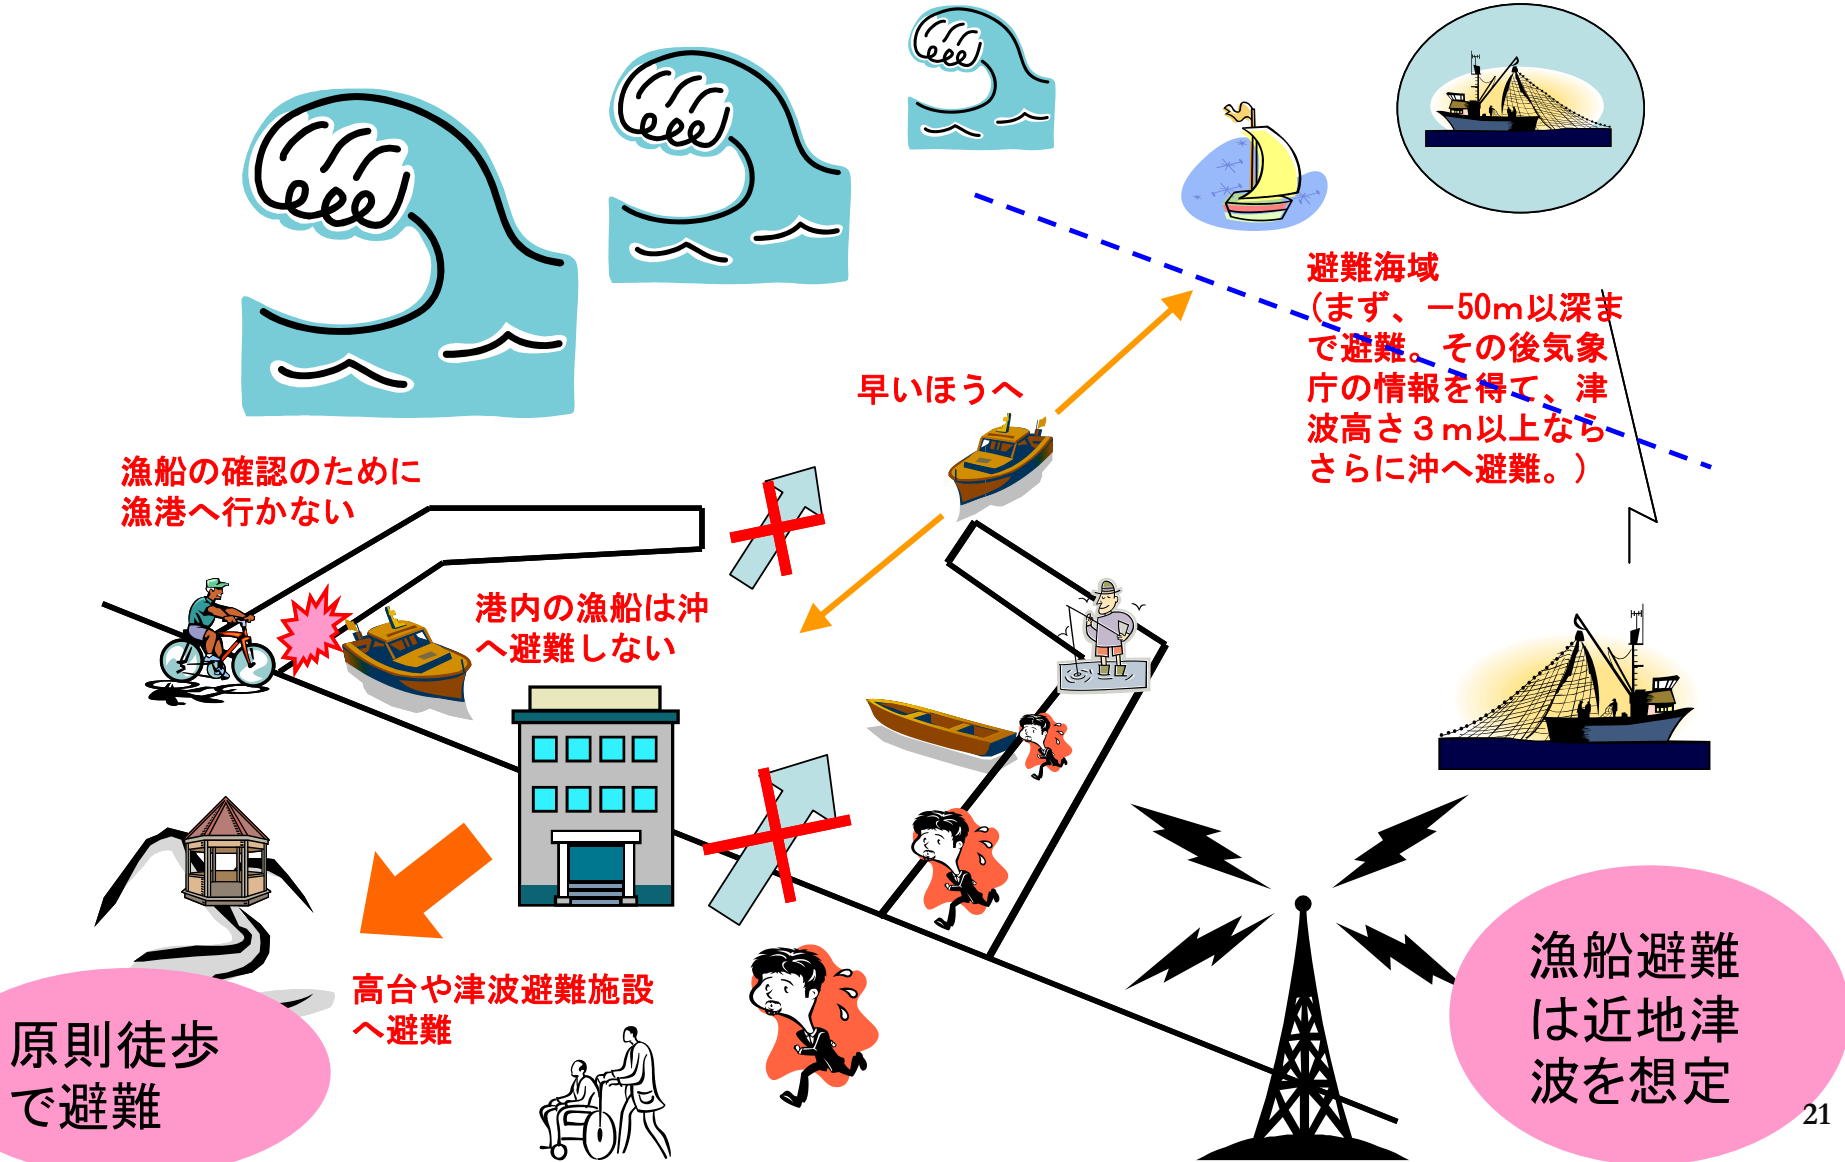 避難海域
(まず、－50ｍ以深ま
で避難。その後気象
庁の情報を得て、津
波高さ３ｍ以上なら
さらに沖へ避難。)
早いほうへ
漁船の確認のために
漁港へ行かない
港内の漁船は沖
へ避難しない
高台や津波避難施設
へ避難
原則徒歩
で避難
漁船避難
は近地津
波を想定
21